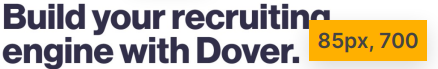 Build your recruiting
engine with Dover.
85px, 700